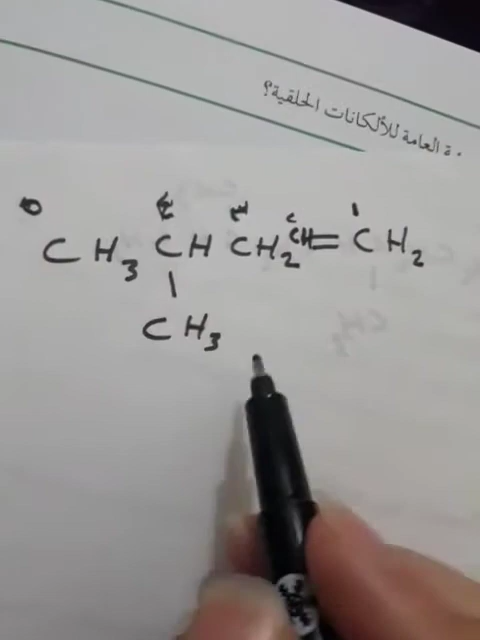 ة العامة للألكانات الحلقية؟
٥ ٤ ٣ ٢ ١
CH₃ CH CH₂ CH=CH₂
|
CH₃